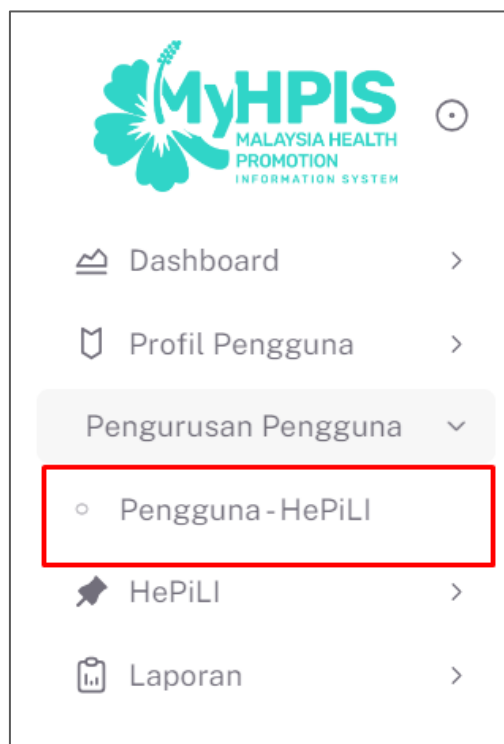 MyHPIS
MALAYSIA HEALTH
PROMOTION
INFORMATION SYSTEM
Dashboard
Profil Pengguna
Pengurusan Pengguna
Pengguna - HePiLI
HePiLI
Laporan